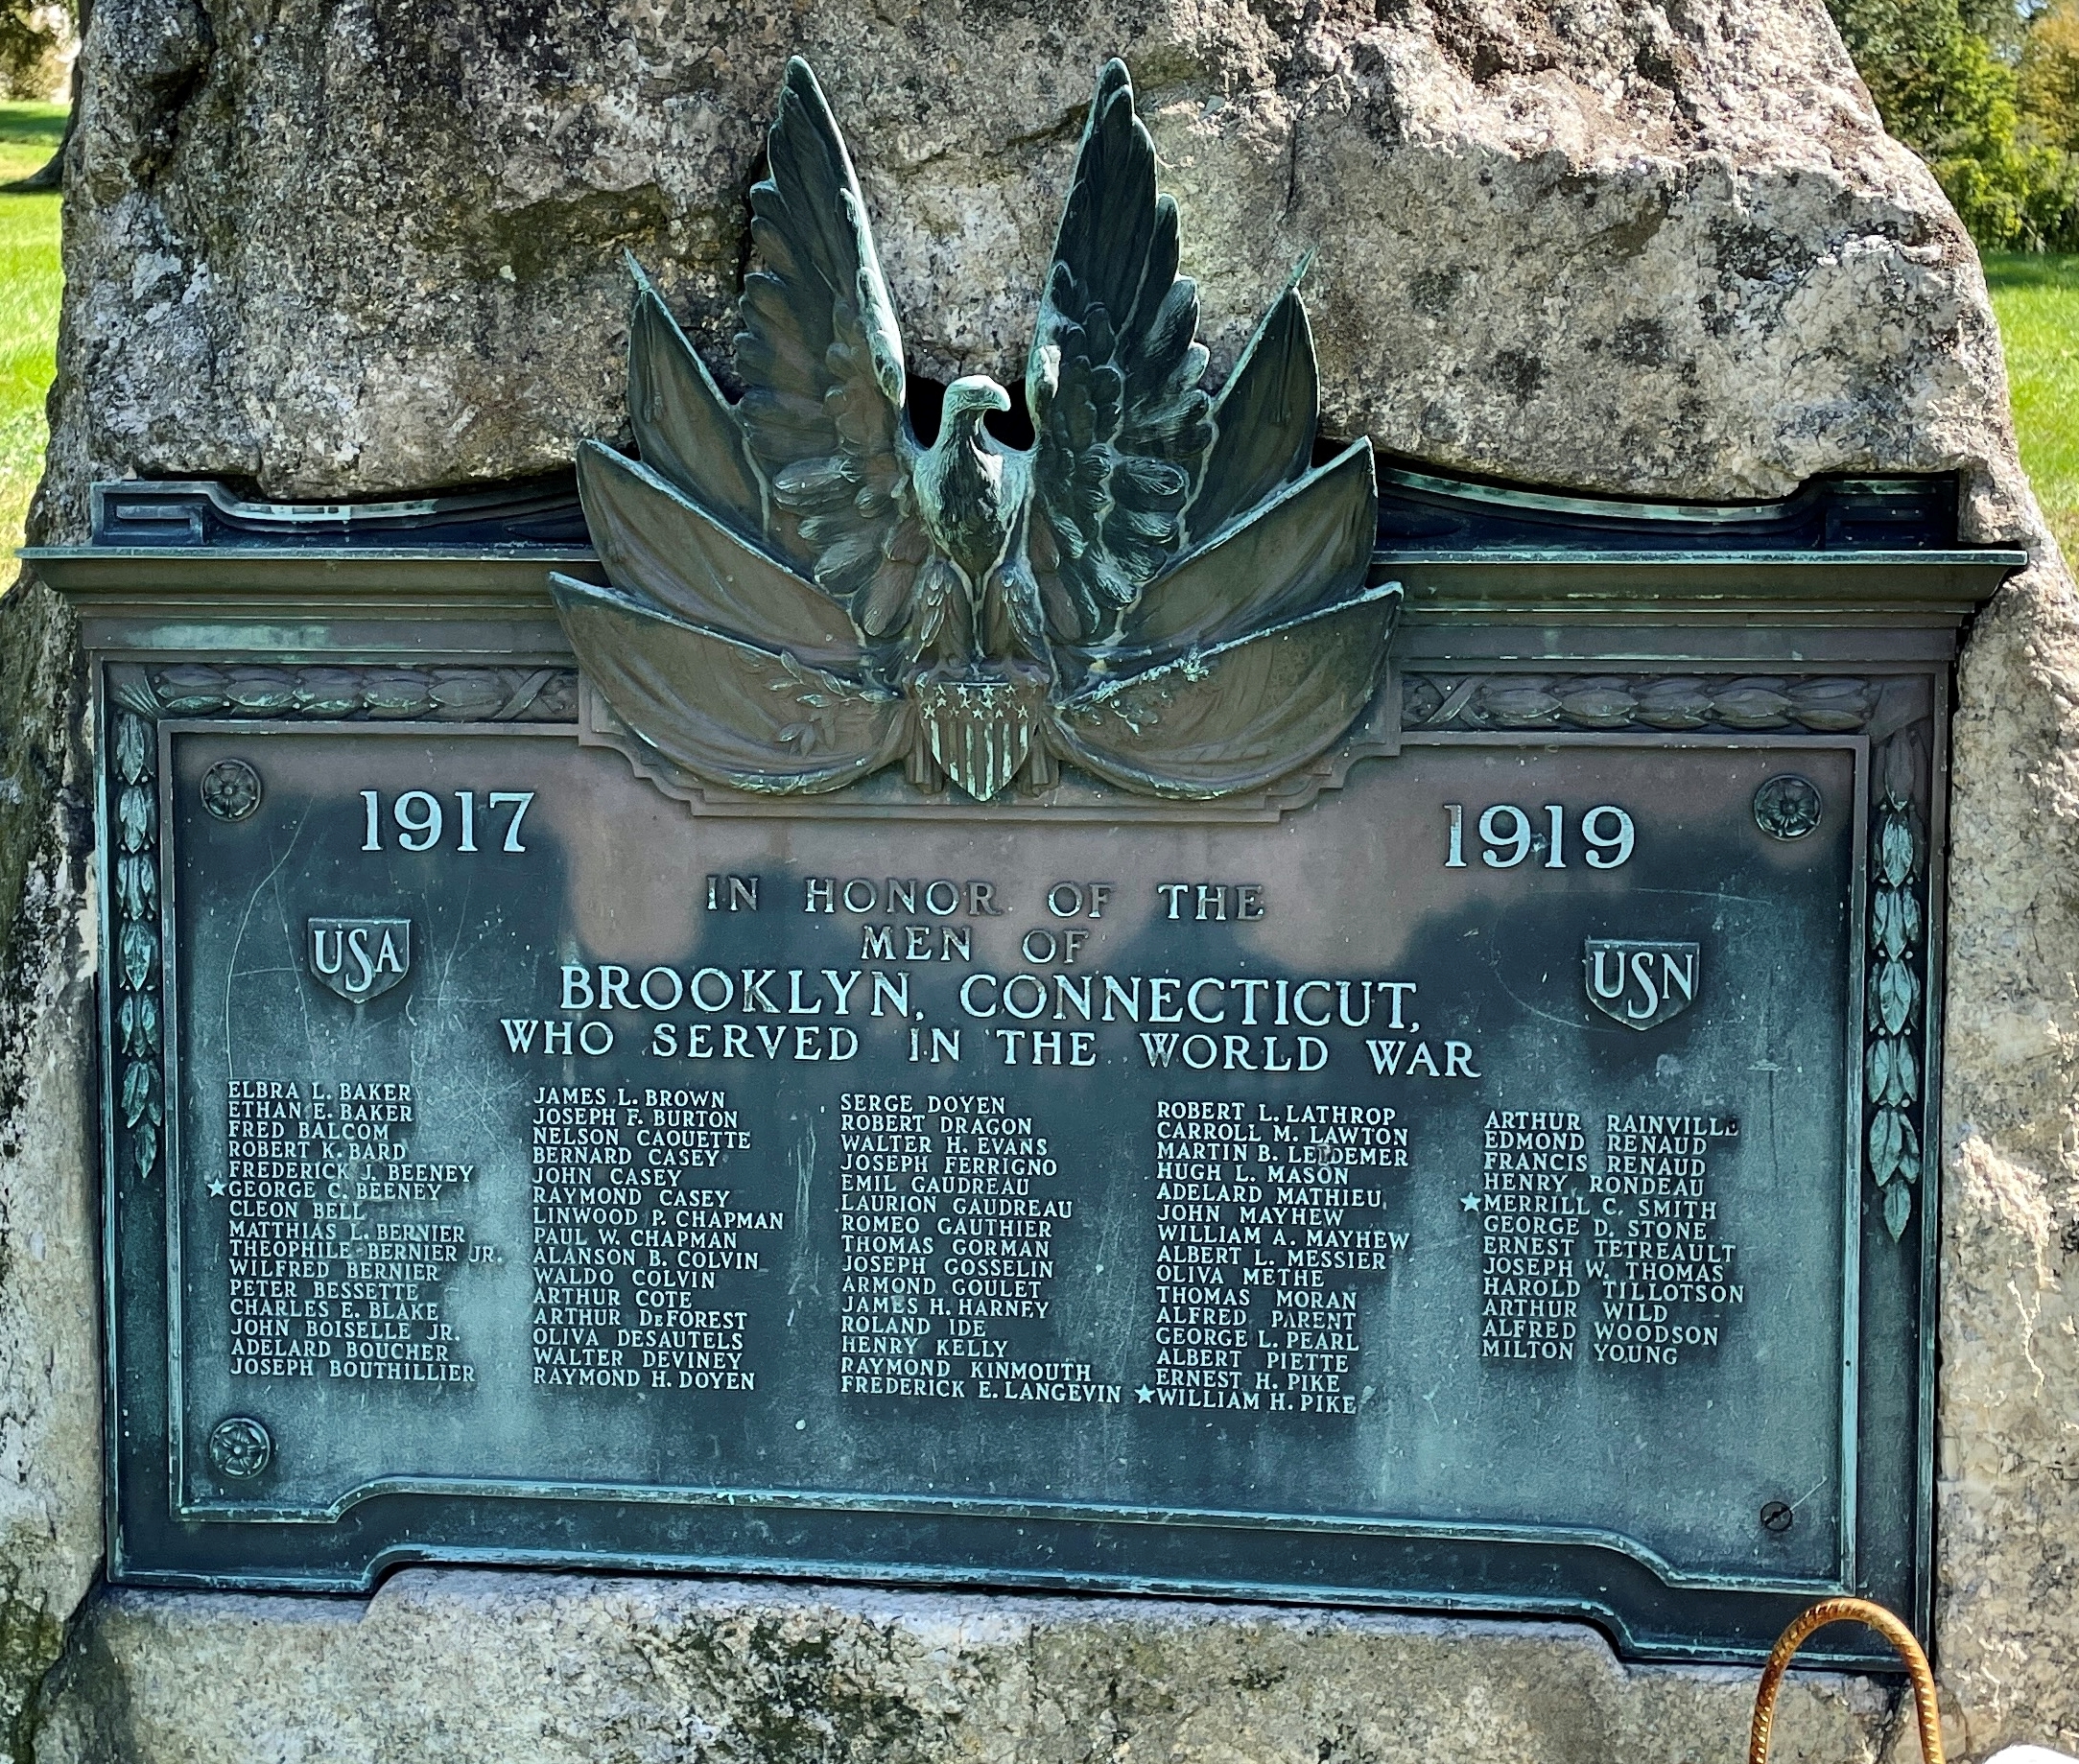 1917
1919
USA
USN
IN HONOR OF THE
MEN OF
BROOKLYN, CONNECTICUT,
WHO SERVED IN THE WORLD WAR
ELBRA L. BAKER
ETHAN E. BAKER
FRED BALCOM
ROBERT K. BARD
FREDERICK J. BEENEY
★GEORGE C. BEENEY
CLEON BELL
MATTHIAS L. BERNIER
THEOPHILE BERNIER JR.
WILFRED BERNIER
PETER BESSETTE
CHARLES E. BLAKE
JOHN BOISELLE JR.
ADELARD BOUCHER
JOSEPH BOUTHILLIER
JAMES L. BROWN
JOSEPH F. BURTON
NELSON CAOUETTE
BERNARD CASEY
JOHN CASEY
RAYMOND CASEY
LINWOOD P. CHAPMAN
PAUL W. CHAPMAN
ALANSON B. COLVIN
WALDO COLVIN
ARTHUR COTE
ARTHUR DEFOREST
OLIVA DESAUTELS
WALTER DEVINEY
RAYMOND H. DOYEN
SERGE DOYEN
ROBERT DRAGON
WALTER H. EVANS
JOSEPH FERRIGNO
EMIL GAUDREAU
LAURION GAUDREAU
ROMEO GAUTHIER
THOMAS GORMAN
JOSEPH GOSSELIN
ARMOND GOULET
JAMES H. HARNEY
ROLAND IDE
HENRY KELLY
RAYMOND KINMOUTH
FREDERICK E. LANGEVIN
ROBERT L. LATHROP
CARROLL M. LAWTON
MARTIN B.
HUGH L. MASON
ADELARD MATHIEU
JOHN MAYHEW
WILLIAM A. MAYHEW
ALBERT L. MESSIER
OLIVA METHE
THOMAS MORAN
ALFRED PARENT
GEORGE L. PEARL
ALBERT PIETTE
ERNEST H. PIKE
★WILLIAM H. PIKE
ARTHUR RAINVILLE
EDMOND RENAUD
FRANCIS RENAUD
HENRY RONDEAU
★MERRILL C. SMITH
GEORGE D. STONE
ERNEST TETREAULT
JOSEPH W. THOMAS
HAROLD TILLOTSON
ARTHUR WILD
ALFRED WOODSON
MILTON YOUNG